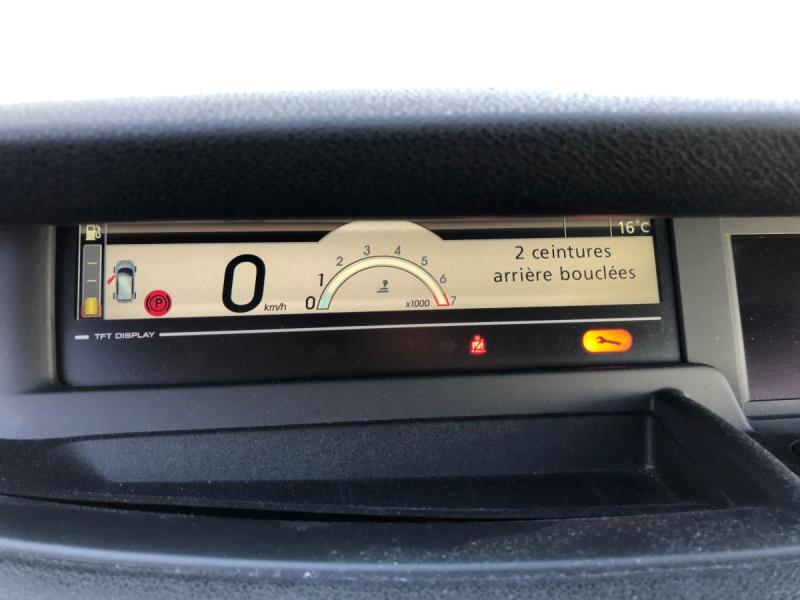 16°c
2 ceintures
arrière bouclées
0
km/h
0 1 2 3 4 5 6 7
x1000
P
TFT DISPLAY